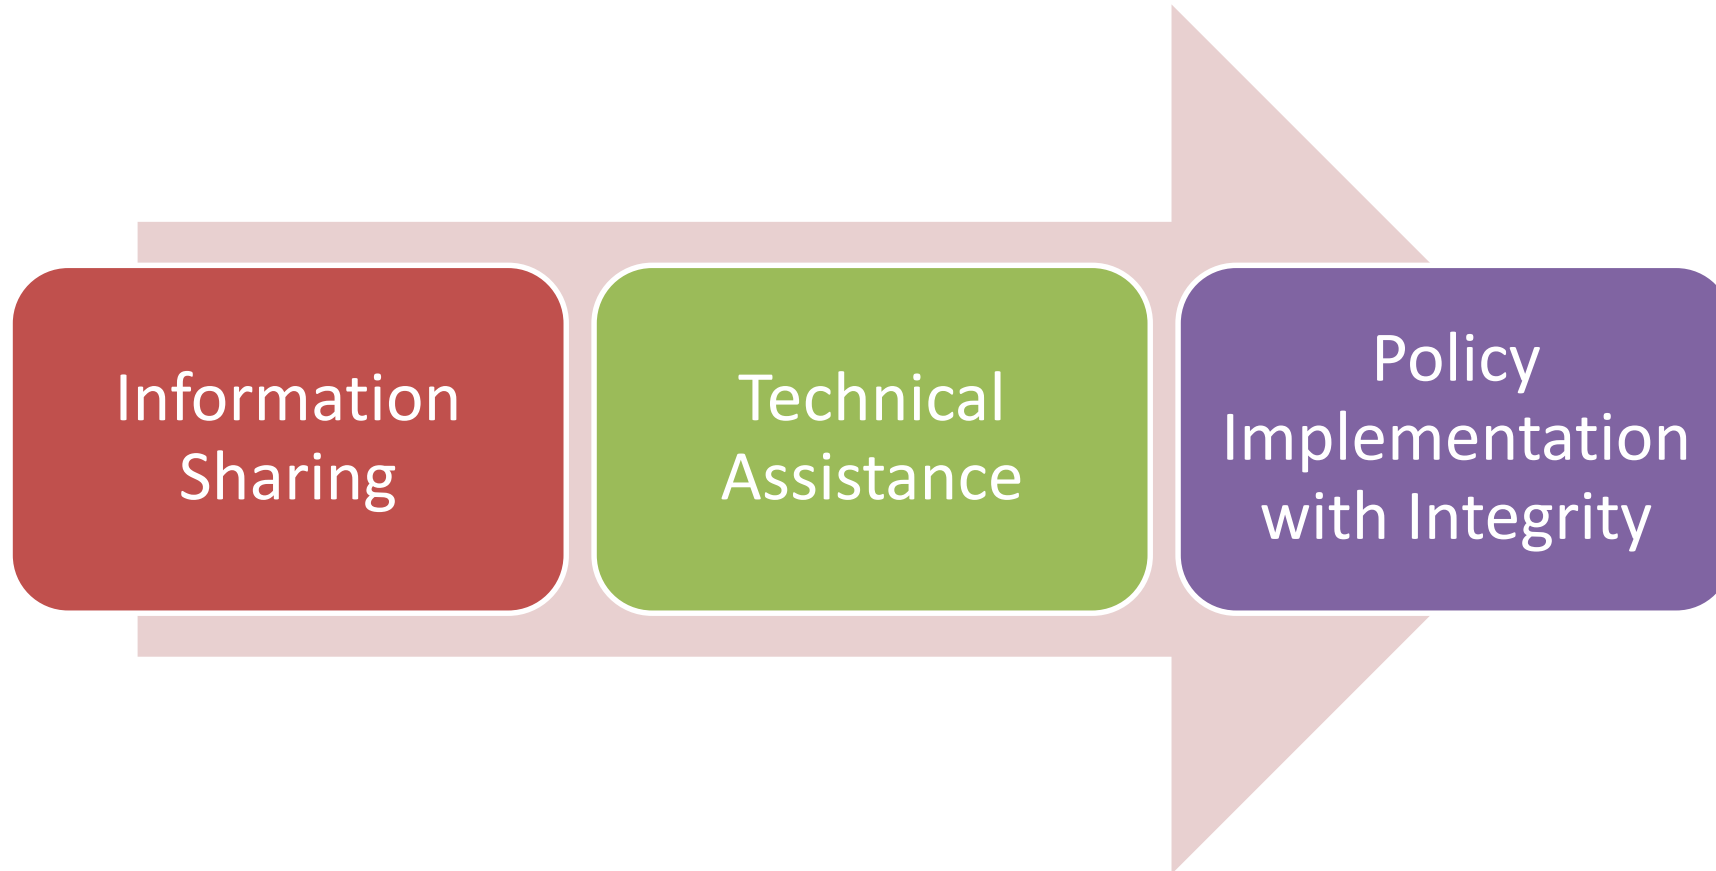 Information
Sharing
Technical
Assistance
Policy
Implementation
with Integrity